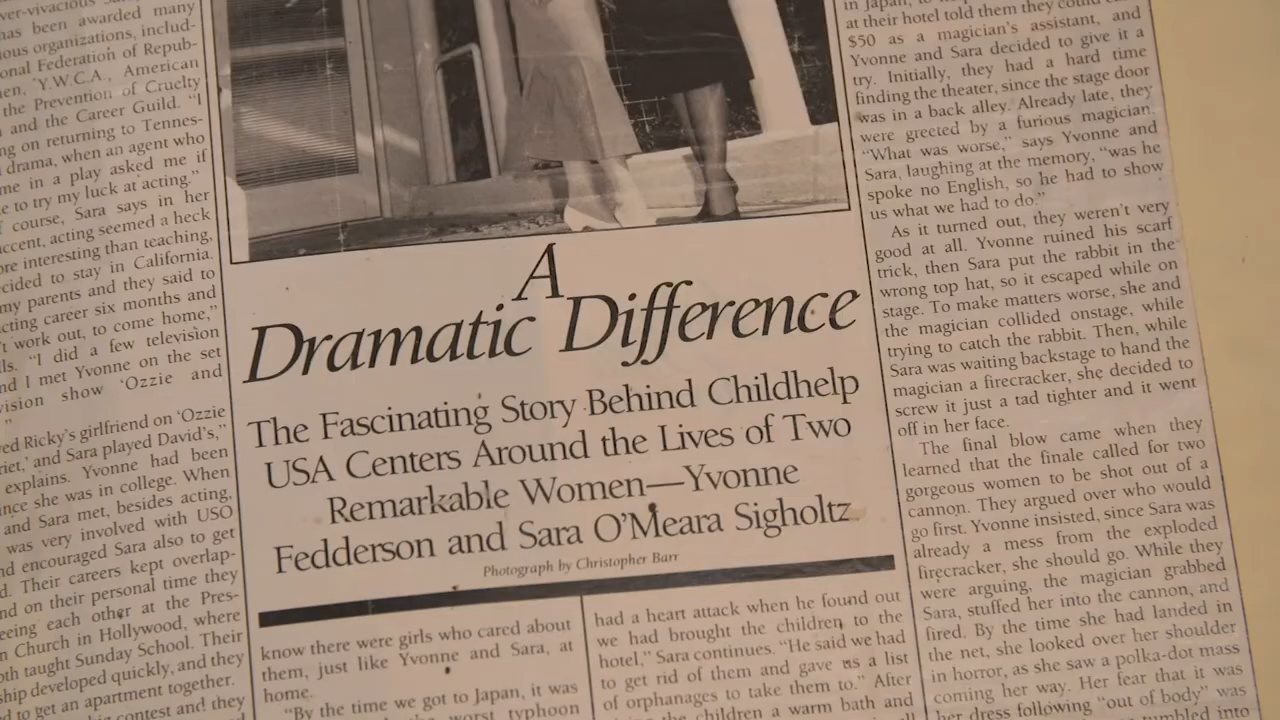 ver-vivacious
has been awarded many
ious organizations, includ-
onal Federation of Repub-
en, Y.W.C.A., American
the Prevention of Cruelty
and the Career Guild. “I
ng on returning to Tennes-
drama, when an agent who
me in a play asked me if
e to try my luck at acting.”
f course, Sara says in her
accent, acting seemed a heck
ore interesting than teaching,
ecided to stay in California.
my parents and they said to
cting career six months and
't work out, to come home,”
lls. “I did a few television
nd I met Yvonne on the set
vision show ‘Ozzie and
”
ved Ricky's girlfriend on ‘Ozzie
riet,’ and Sara played David's,”
explains. Yvonne had been
nce she was in college. When
and Sara met, besides acting,
was very involved with USO
nd encouraged Sara also to get
d. Their careers kept overlap-
nd on their personal time they
eeing each other at the Pres-
n Church in Hollywood, where
oth taught Sunday School. Their
ship developed quickly, and they
d to get an apartment together.
contest and they
A
Dramatic Difference
The Fascinating Story Behind Childhelp
USA Centers Around the Lives of Two
Remarkable Women—Yvonne
Fedderson and Sara O'Meara Sigholtz
Photograph by Christopher Barr
know there were girls who cared about
them, just like Yvonne and Sara, at
home.
“By the time we got to Japan, it was
worst typhoon
had a heart attack when he found out
we had brought the children to the
hotel,” Sara continues. “He said we had
to get rid of them and gave us a list
of orphanages to take them to.” After
the children a warm bath and
in Japan,
at their hotel told them they could
$50 as a magician's assistant, and
Yvonne and Sara decided to give it a
try. Initially, they had a hard time
finding the theater, since the stage door
was in a back alley. Already late, they
were greeted by a furious magician.
“What was worse,” says Yvonne and
Sara, laughing at the memory, “was he
spoke no English, so he had to show
us what we had to do.”
As it turned out, they weren't very
good at all. Yvonne ruined his scarf
trick, then Sara put the rabbit in the
wrong top hat, so it escaped while on
stage. To make matters worse, she and
the magician collided onstage, while
trying to catch the rabbit. Then, while
Sara was waiting backstage to hand the
magician a firecracker, she decided to
screw it just a tad tighter and it went
off in her face.
The final blow came when they
learned that the finale called for two
gorgeous women to be shot out of a
cannon. They argued over who would
go first. Yvonne insisted, since Sara was
already a mess from the exploded
firecracker, she should go. While they
were arguing, the magician grabbed
Sara, stuffed her into the cannon, and
fired. By the time she had landed in
the net, she looked over her shoulder
in horror, as she saw a polka-dot mass
coming her way. Her fear that it was
her dress following “out of body” was
tumbled into